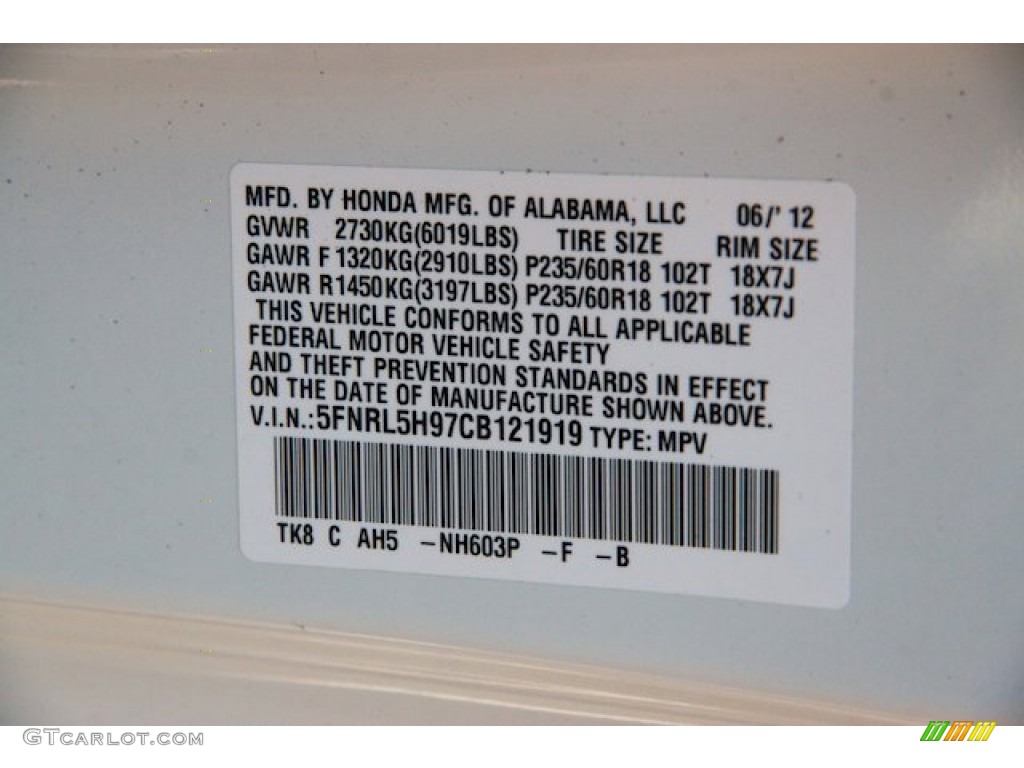 MFD. BY HONDA MFG. OF ALABAMA, LLC 06/' 12
GVWR 2730KG(6019LBS) TIRE SIZE RIM SIZE
GAWR F 1320KG(2910LBS) P235/60R18 102T 18X7J
GAWR R1450KG(3197LBS) P235/60R18 102T 18X7J
THIS VEHICLE CONFORMS TO ALL APPLICABLE
FEDERAL MOTOR VEHICLE SAFETY
AND THEFT PREVENTION STANDARDS IN EFFECT
ON THE DATE OF MANUFACTURE SHOWN ABOVE.
V.I.N.:5FNRL5H97CB121919 TYPE: MPV
TK8 C AH5 –NH603P –F –B
GTCARLOT.COM